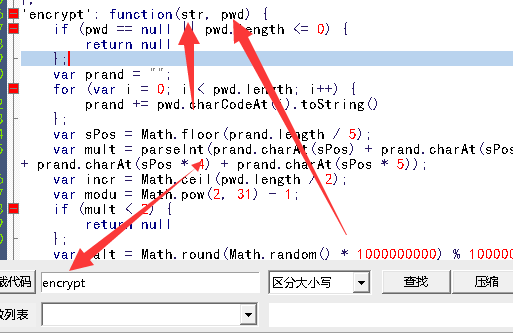 'encrypt': function(str, pwd) {
if (pwd == null || pwd.length <= 0) {
return null
};
var prand = "";
for (var i = 0; i < pwd.length; i++) {
prand += pwd.charCodeAt(i).toString()
};
var sPos = Math.floor(prand.length / 5);
var mult = parseInt(prand.charAt(sPos) + prand.charAt(sPos
+ prand.charAt(sPos * 4) + prand.charAt(sPos * 5));
var incr = Math.ceil(pwd.length / 2);
var modu = Math.pow(2, 31) - 1;
if (mult < 2) {
return null
};
var salt = Math.round(Math.random() * 1000000000) % 10000
载代码 encrypt 区分大小写 查找 压缩
数列表